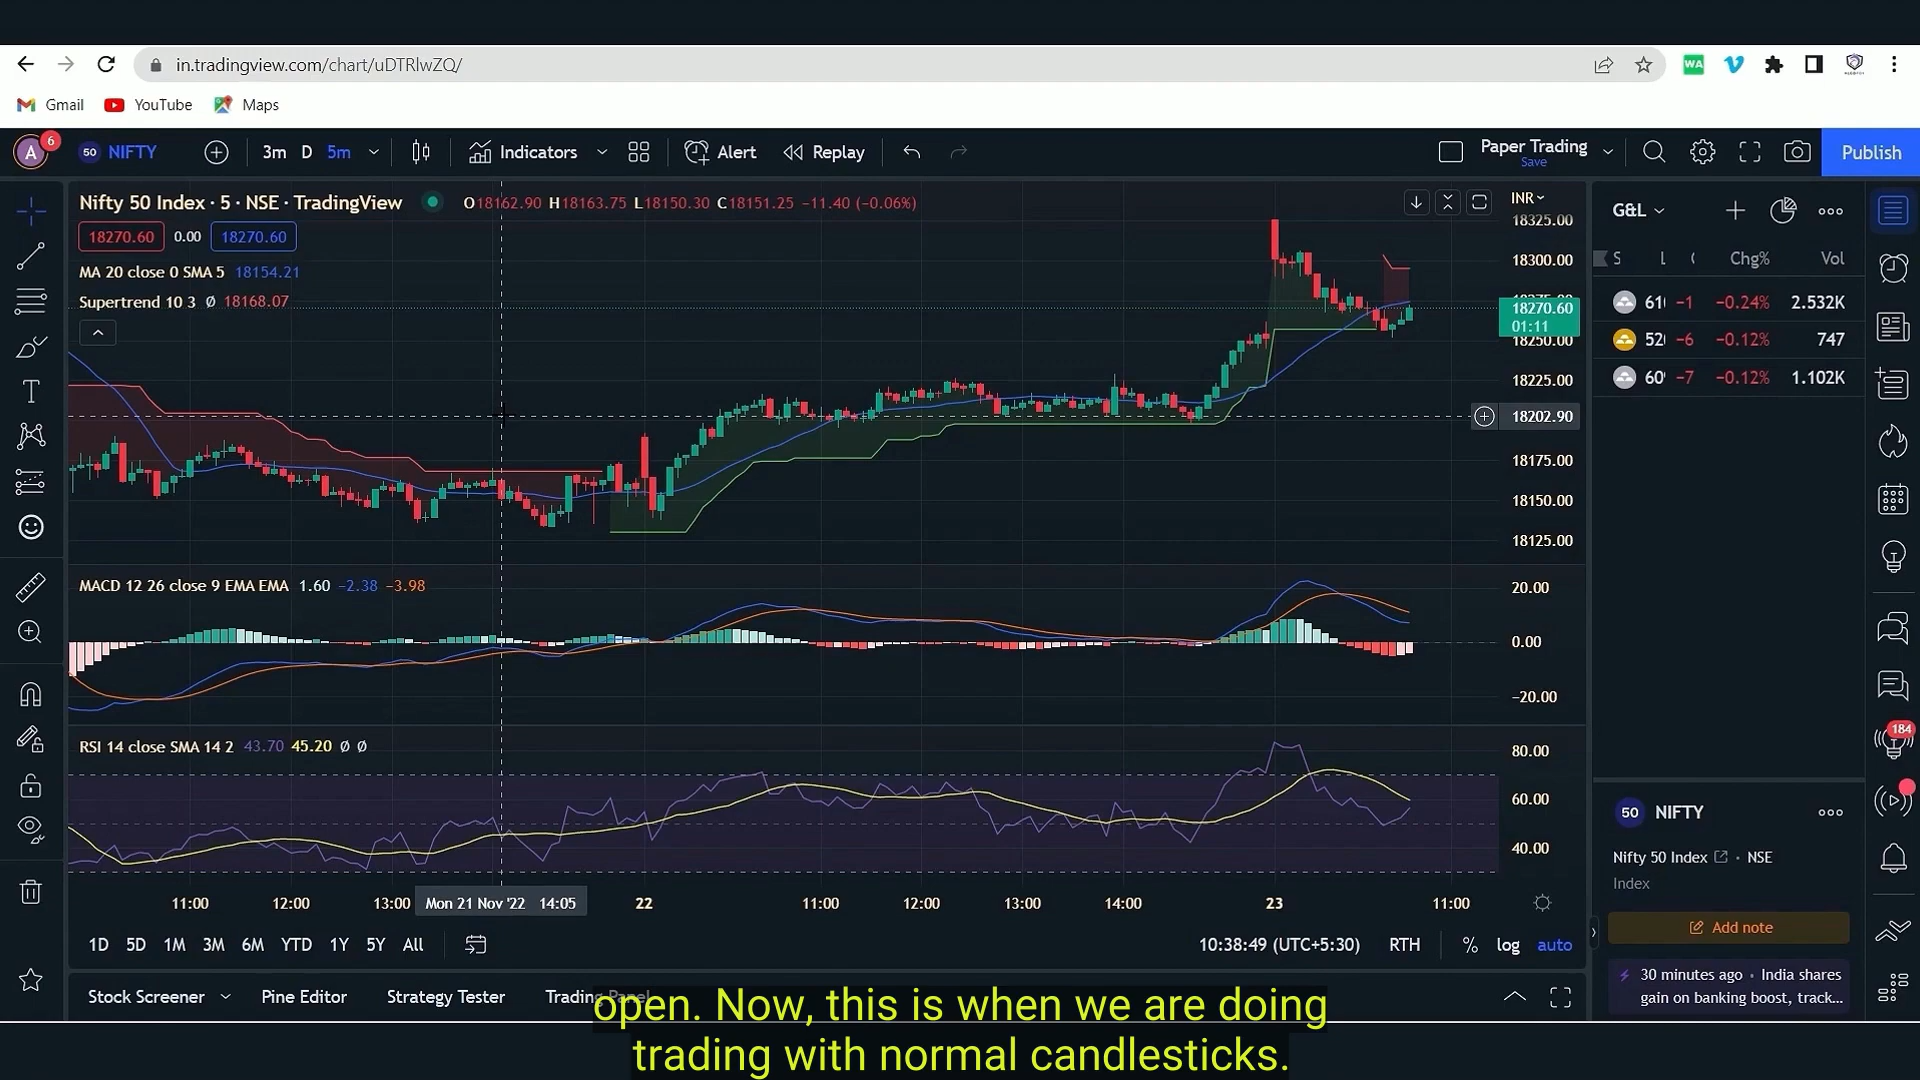 in.tradingview.com/chart/uDTRlwZQ/
WA
Gmail YouTube Maps
A 6 50 NIFTY 3m D 5m Indicators Alert Replay Paper Trading Save Publish
Nifty 50 Index · 5 · NSE · TradingView O18162.90 H18163.75 L18150.30 C18151.25 −11.40 (−0.06%) INR
18270.60 0.00 18270.60
MA 20 close 0 SMA 5 18154.21
Supertrend 10 3 Ø 18168.07
18325.00
18300.00
18270.60
01:11
18250.00
18225.00
18202.90
18175.00
18150.00
18125.00
MACD 12 26 close 9 EMA EMA 1.60 −2.38 −3.98
20.00
0.00
−20.00
RSI 14 close SMA 14 2 43.70 45.20 Ø Ø
80.00
60.00
40.00
11:00 12:00 13:00 Mon 21 Nov '22 14:05 22 11:00 12:00 13:00 14:00 23 11:00
1D 5D 1M 3M 6M YTD 1Y 5Y All 10:38:49 (UTC+5:30) RTH % log auto
Stock Screener Pine Editor Strategy Tester Trading Panel
G&L
S L Chg% Vol
61 −1 −0.24% 2.532K
52 −6 −0.12% 747
60 −7 −0.12% 1.102K
184
50 NIFTY
Nifty 50 Index · NSE
Index
Add note
30 minutes ago · India shares
gain on banking boost, track...
open. Now, this is when we are doing
trading with normal candlesticks.